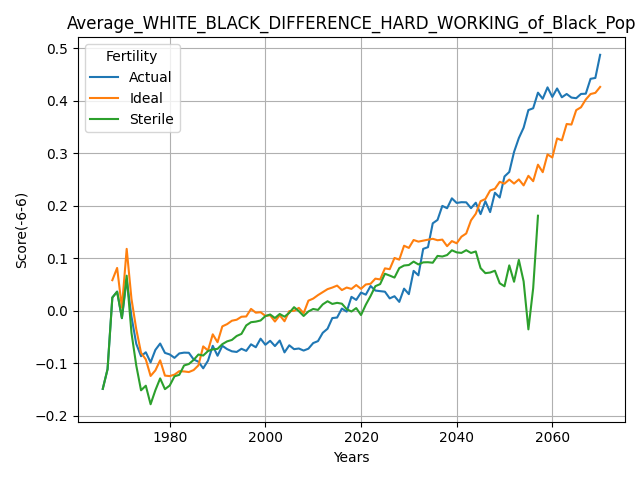 Average_WHITE_BLACK_DIFFERENCE_HARD_WORKING_of_Black_Pop
Fertility
Actual
Ideal
Sterile
Score(-6-6)
0.5
0.4
0.3
0.2
0.1
0.0
−0.1
−0.2
1980
2000
2020
2040
2060
Years